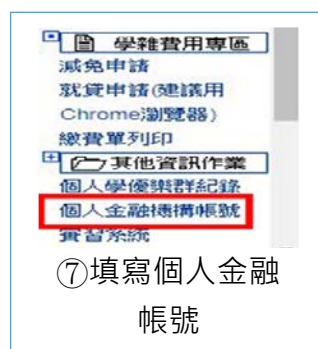 學雜費用專區
減免申請
就貸申請(建議用
Chrome瀏覽器)
繳費單列印
其他資訊作業
個人學優樂群紀錄
個人金融機構帳號
實習系統
⑦填寫個人金融
帳號